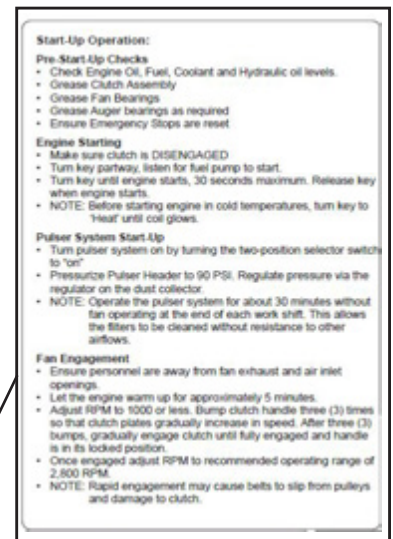 Start-Up Operation:
Pre-Start-Up Checks
• Check Engine Oil, Fuel, Coolant and Hydraulic oil levels.
• Grease Clutch Assembly
• Grease Fan Bearings
• Grease Auger bearings as required
• Ensure Emergency Stops are reset
Engine Starting
• Make sure clutch is DISENGAGED
• Turn key partway, listen for fuel pump to start.
• Turn key until engine starts, 30 seconds maximum. Release key
when engine starts.
• NOTE: Before starting engine in cold temperatures, turn key to
'Heat' until coil glows.
Pulser System Start-Up
• Turn pulser system on by turning the two-position selector switch
to "on"
• Pressurize Pulser Header to 90 PSI. Regulate pressure via the
regulator on the dust collector.
• NOTE: Operate the pulser system for about 30 minutes without
fan operating at the end of each work shift. This allows
the filters to be cleaned without resistance to other
airflows.
Fan Engagement
• Ensure personnel are away from fan exhaust and air inlet
openings.
• Let the engine warm up for approximately 5 minutes.
• Adjust RPM to 1000 or less. Bump clutch handle three (3) times
so that clutch plates gradually increase in speed. After three (3)
bumps, gradually engage clutch until fully engaged and handle
is in its locked position.
• Once engaged adjust RPM to recommended operating range of
2,800 RPM.
• NOTE: Rapid engagement may cause belts to slip from pulleys
and damage to clutch.